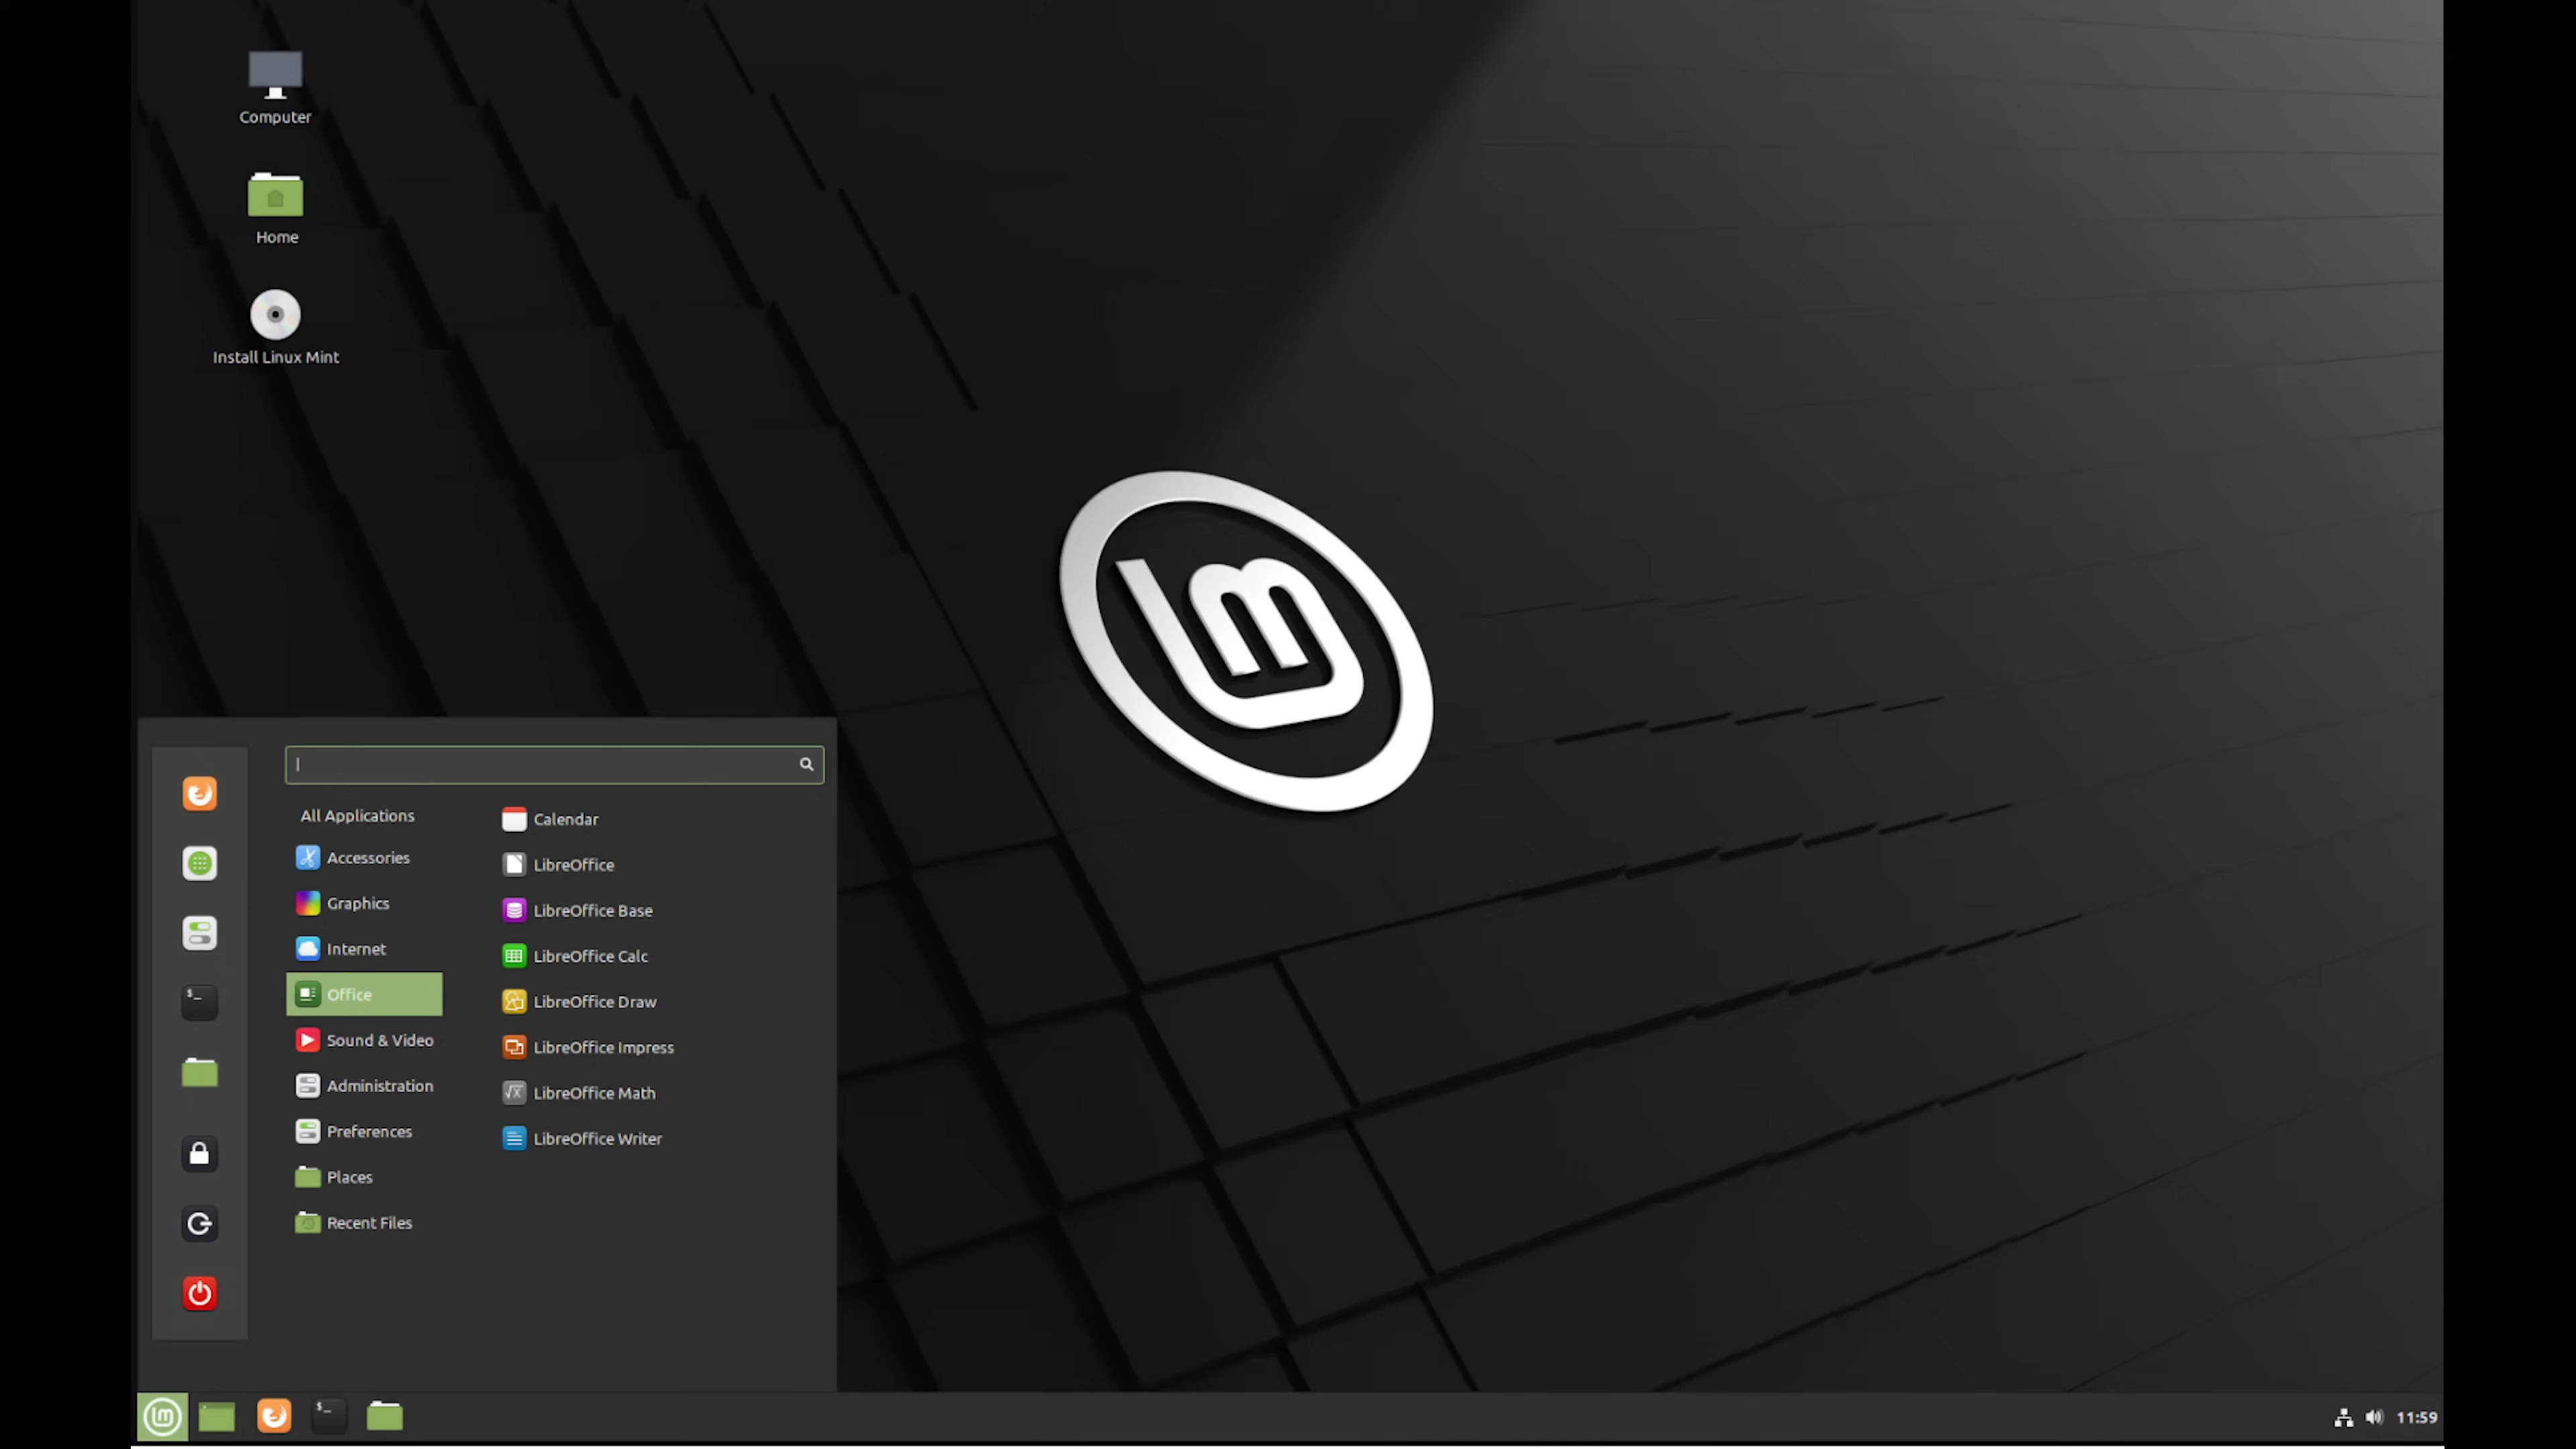 Computer
Home
Install Linux Mint
All Applications
Accessories
Graphics
Internet
Office
Sound & Video
Administration
Preferences
Places
Recent Files
Calendar
LibreOffice
LibreOffice Base
LibreOffice Calc
LibreOffice Draw
LibreOffice Impress
LibreOffice Math
LibreOffice Writer
11:59